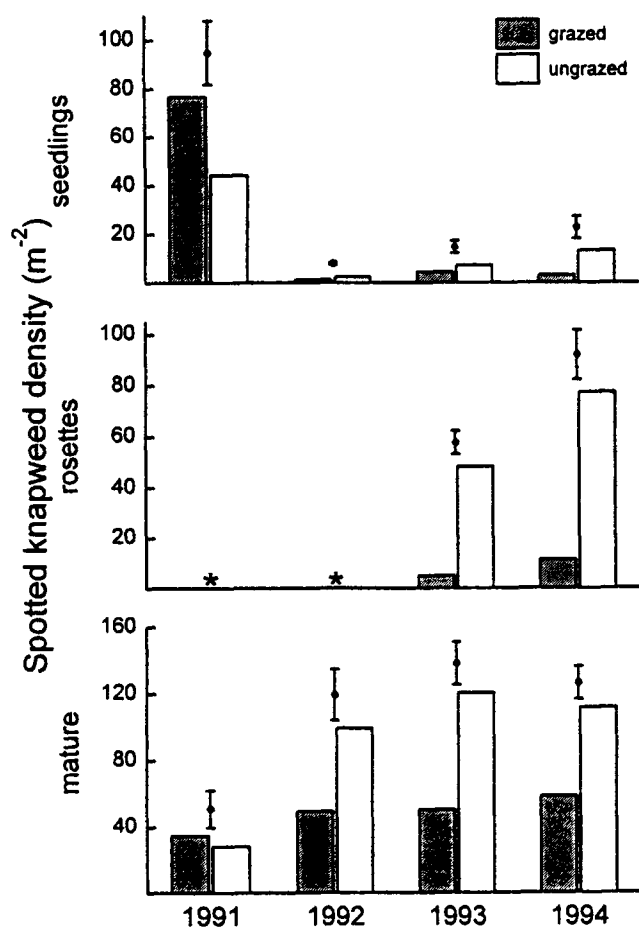 grazed
ungrazed
Spotted knapweed density (m⁻²)
seedlings
100
80
60
40
20
rosettes
100
80
60
40
20
* *
mature
160
120
80
40
1991 1992 1993 1994